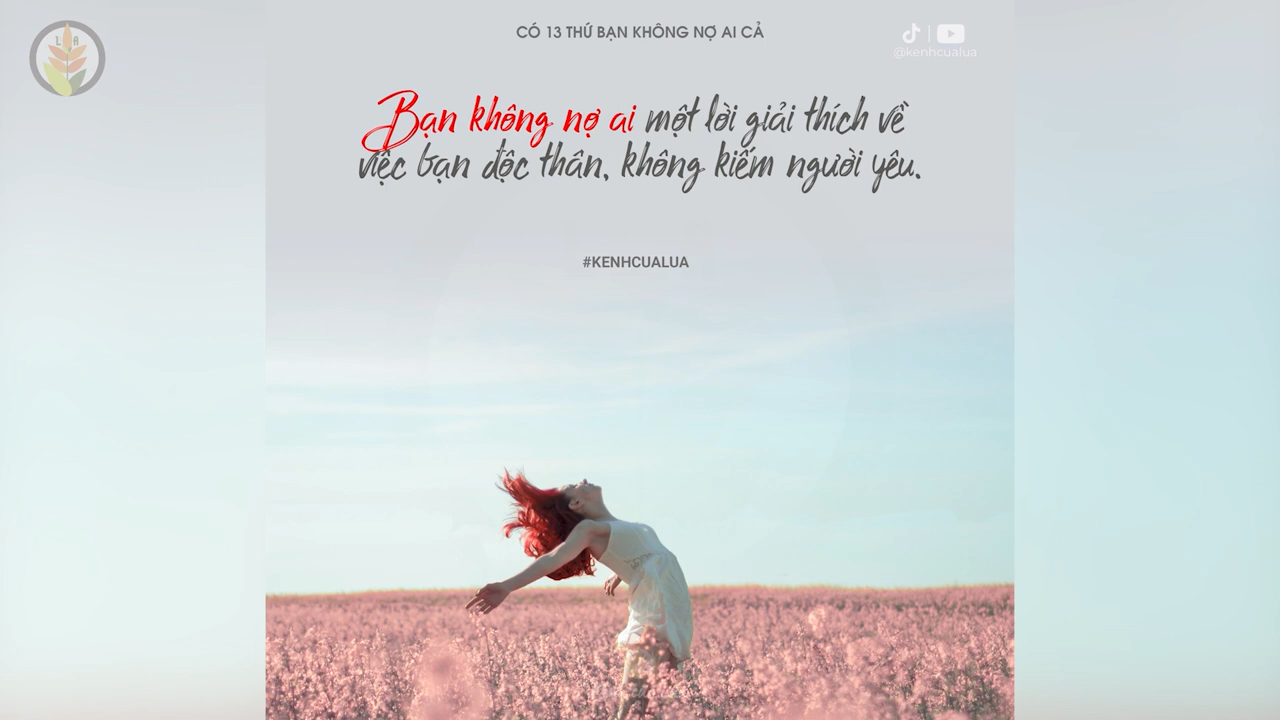 L A
CÓ 13 THỨ BẠN KHÔNG NỢ AI CẢ
@kenhcualua
Bạn không nợ ai một lời giải thích về
việc bạn độc thân, không kiếm người yêu.
#KENHCUALUA